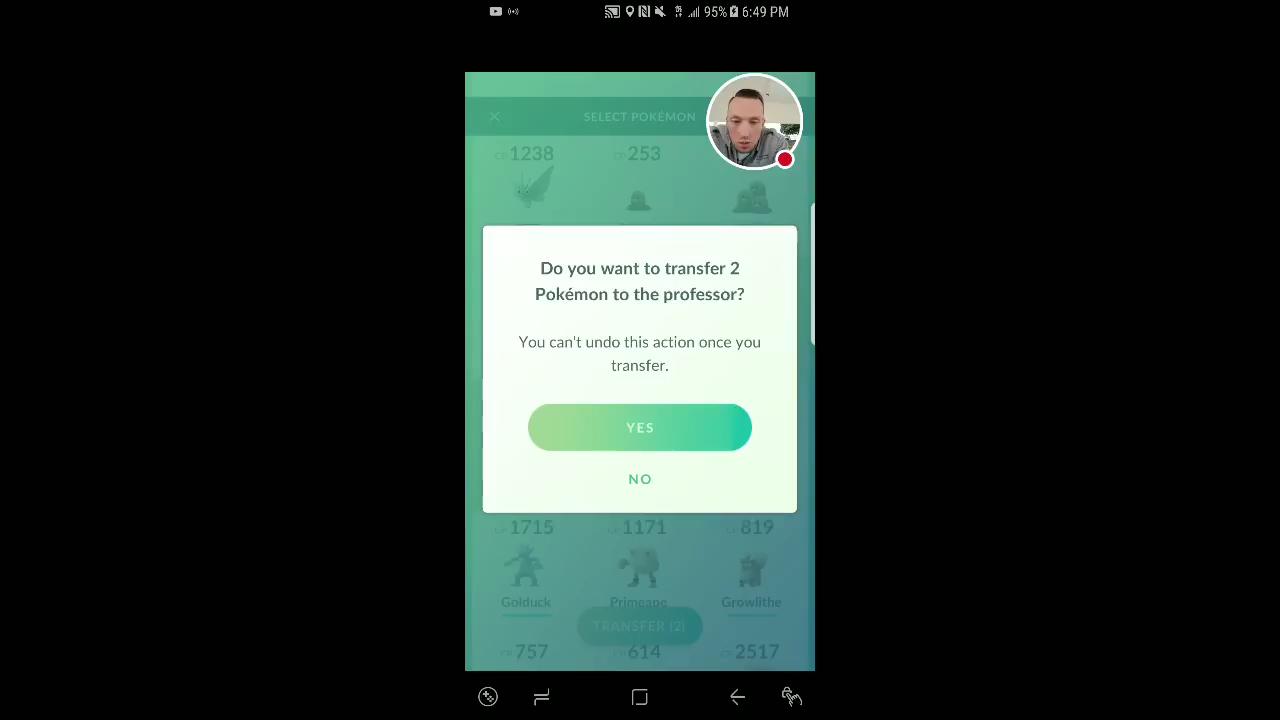 95% 6:49 PM
SELECT POKÉMON
CP 1238 CP 253
Do you want to transfer 2
Pokémon to the professor?
You can't undo this action once you
transfer.
YES
NO
CP 1715 CP 1171 CP 819
Golduck Primeape Growlithe
TRANSFER (2)
CP 757 CP 614 CP 2517